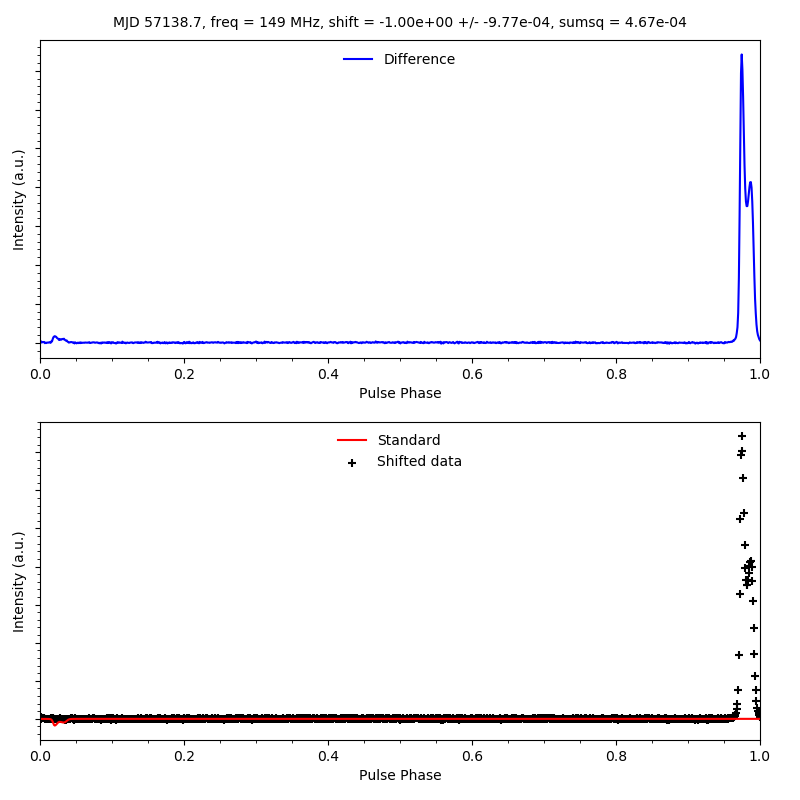 MJD 57138.7, freq = 149 MHz, shift = -1.00e+00 +/- -9.77e-04, sumsq = 4.67e-04
Difference
Intensity (a.u.)
0.0 0.2 0.4 0.6 0.8 1.0
Pulse Phase
Standard
Shifted data
Intensity (a.u.)
0.0 0.2 0.4 0.6 0.8 1.0
Pulse Phase